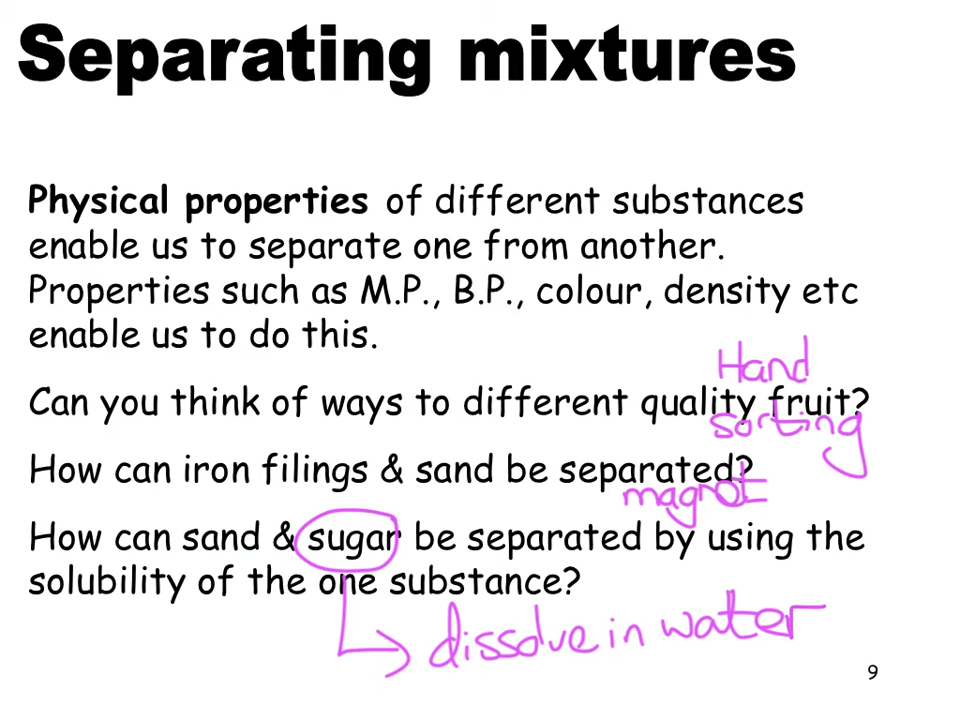 Separating mixtures
Physical properties of different substances
enable us to separate one from another.
Properties such as M.P., B.P., colour, density etc
enable us to do this.
Hand
Can you think of ways to different quality fruit?
sorting
How can iron filings & sand be separated?
magnet
How can sand & sugar be separated by using the
solubility of the one substance?
dissolve in water
9